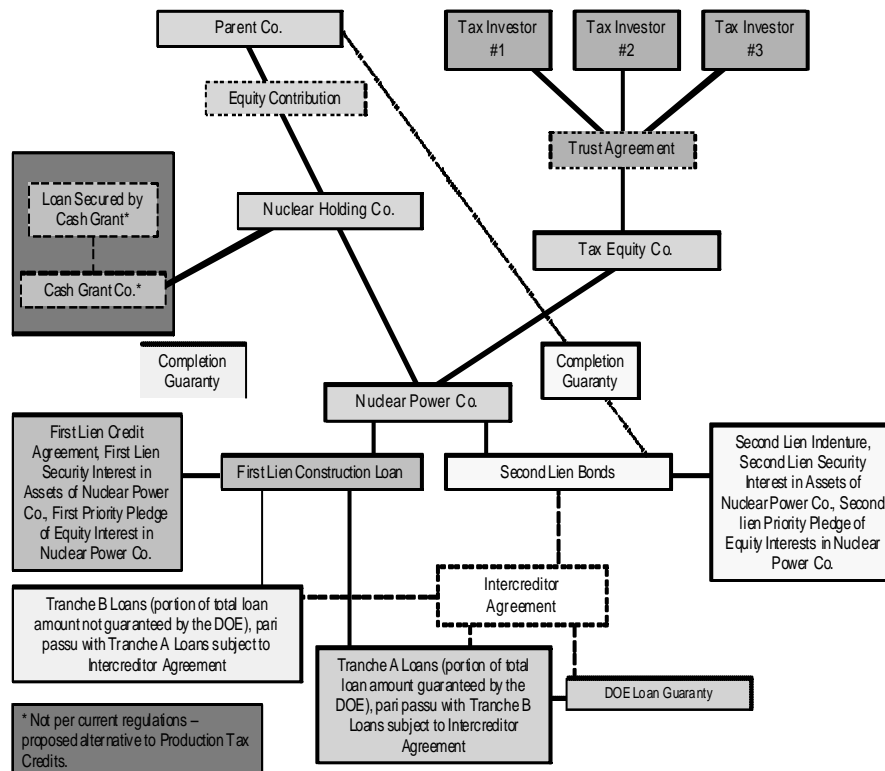 Parent Co.
Tax Investor
#1
Tax Investor
#2
Tax Investor
#3
Equity Contribution
Trust Agreement
Loan Secured by
Cash Grant*
Nuclear Holding Co.
Tax Equity Co.
Cash Grant Co.*
Completion
Guaranty
Completion
Guaranty
Nuclear Power Co.
First Lien Credit
Agreement, First Lien
Security Interest in
Assets of Nuclear Power
Co., First Priority Pledge
of Equity Interest in
Nuclear Power Co.
First Lien Construction Loan
Second Lien Bonds
Second Lien Indenture,
Second Lien Security
Interest in Assets of
Nuclear Power Co., Second
lien Priority Pledge of
Equity Interests in Nuclear
Power Co.
Intercreditor
Agreement
Tranche B Loans (portion of total loan
amount not guaranteed by the DOE), pari
passu with Tranche A Loans subject to
Intercreditor Agreement
Tranche A Loans (portion of total
loan amount guaranteed by the
DOE), pari passu with Tranche B
Loans subject to Intercreditor
Agreement
DOE Loan Guaranty
* Not per current regulations –
proposed alternative to Production Tax
Credits.